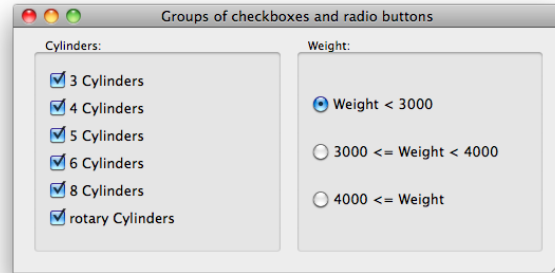 Groups of checkboxes and radio buttons
Cylinders:
3 Cylinders
4 Cylinders
5 Cylinders
6 Cylinders
8 Cylinders
rotary Cylinders
Weight:
Weight < 3000
3000 <= Weight < 4000
4000 <= Weight